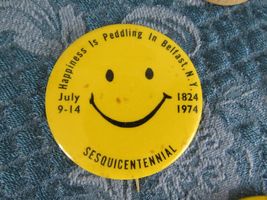 Happiness Is Peddling In Belfast, N.Y.
July 1824
9-14 1974
SESQUICENTENNIAL